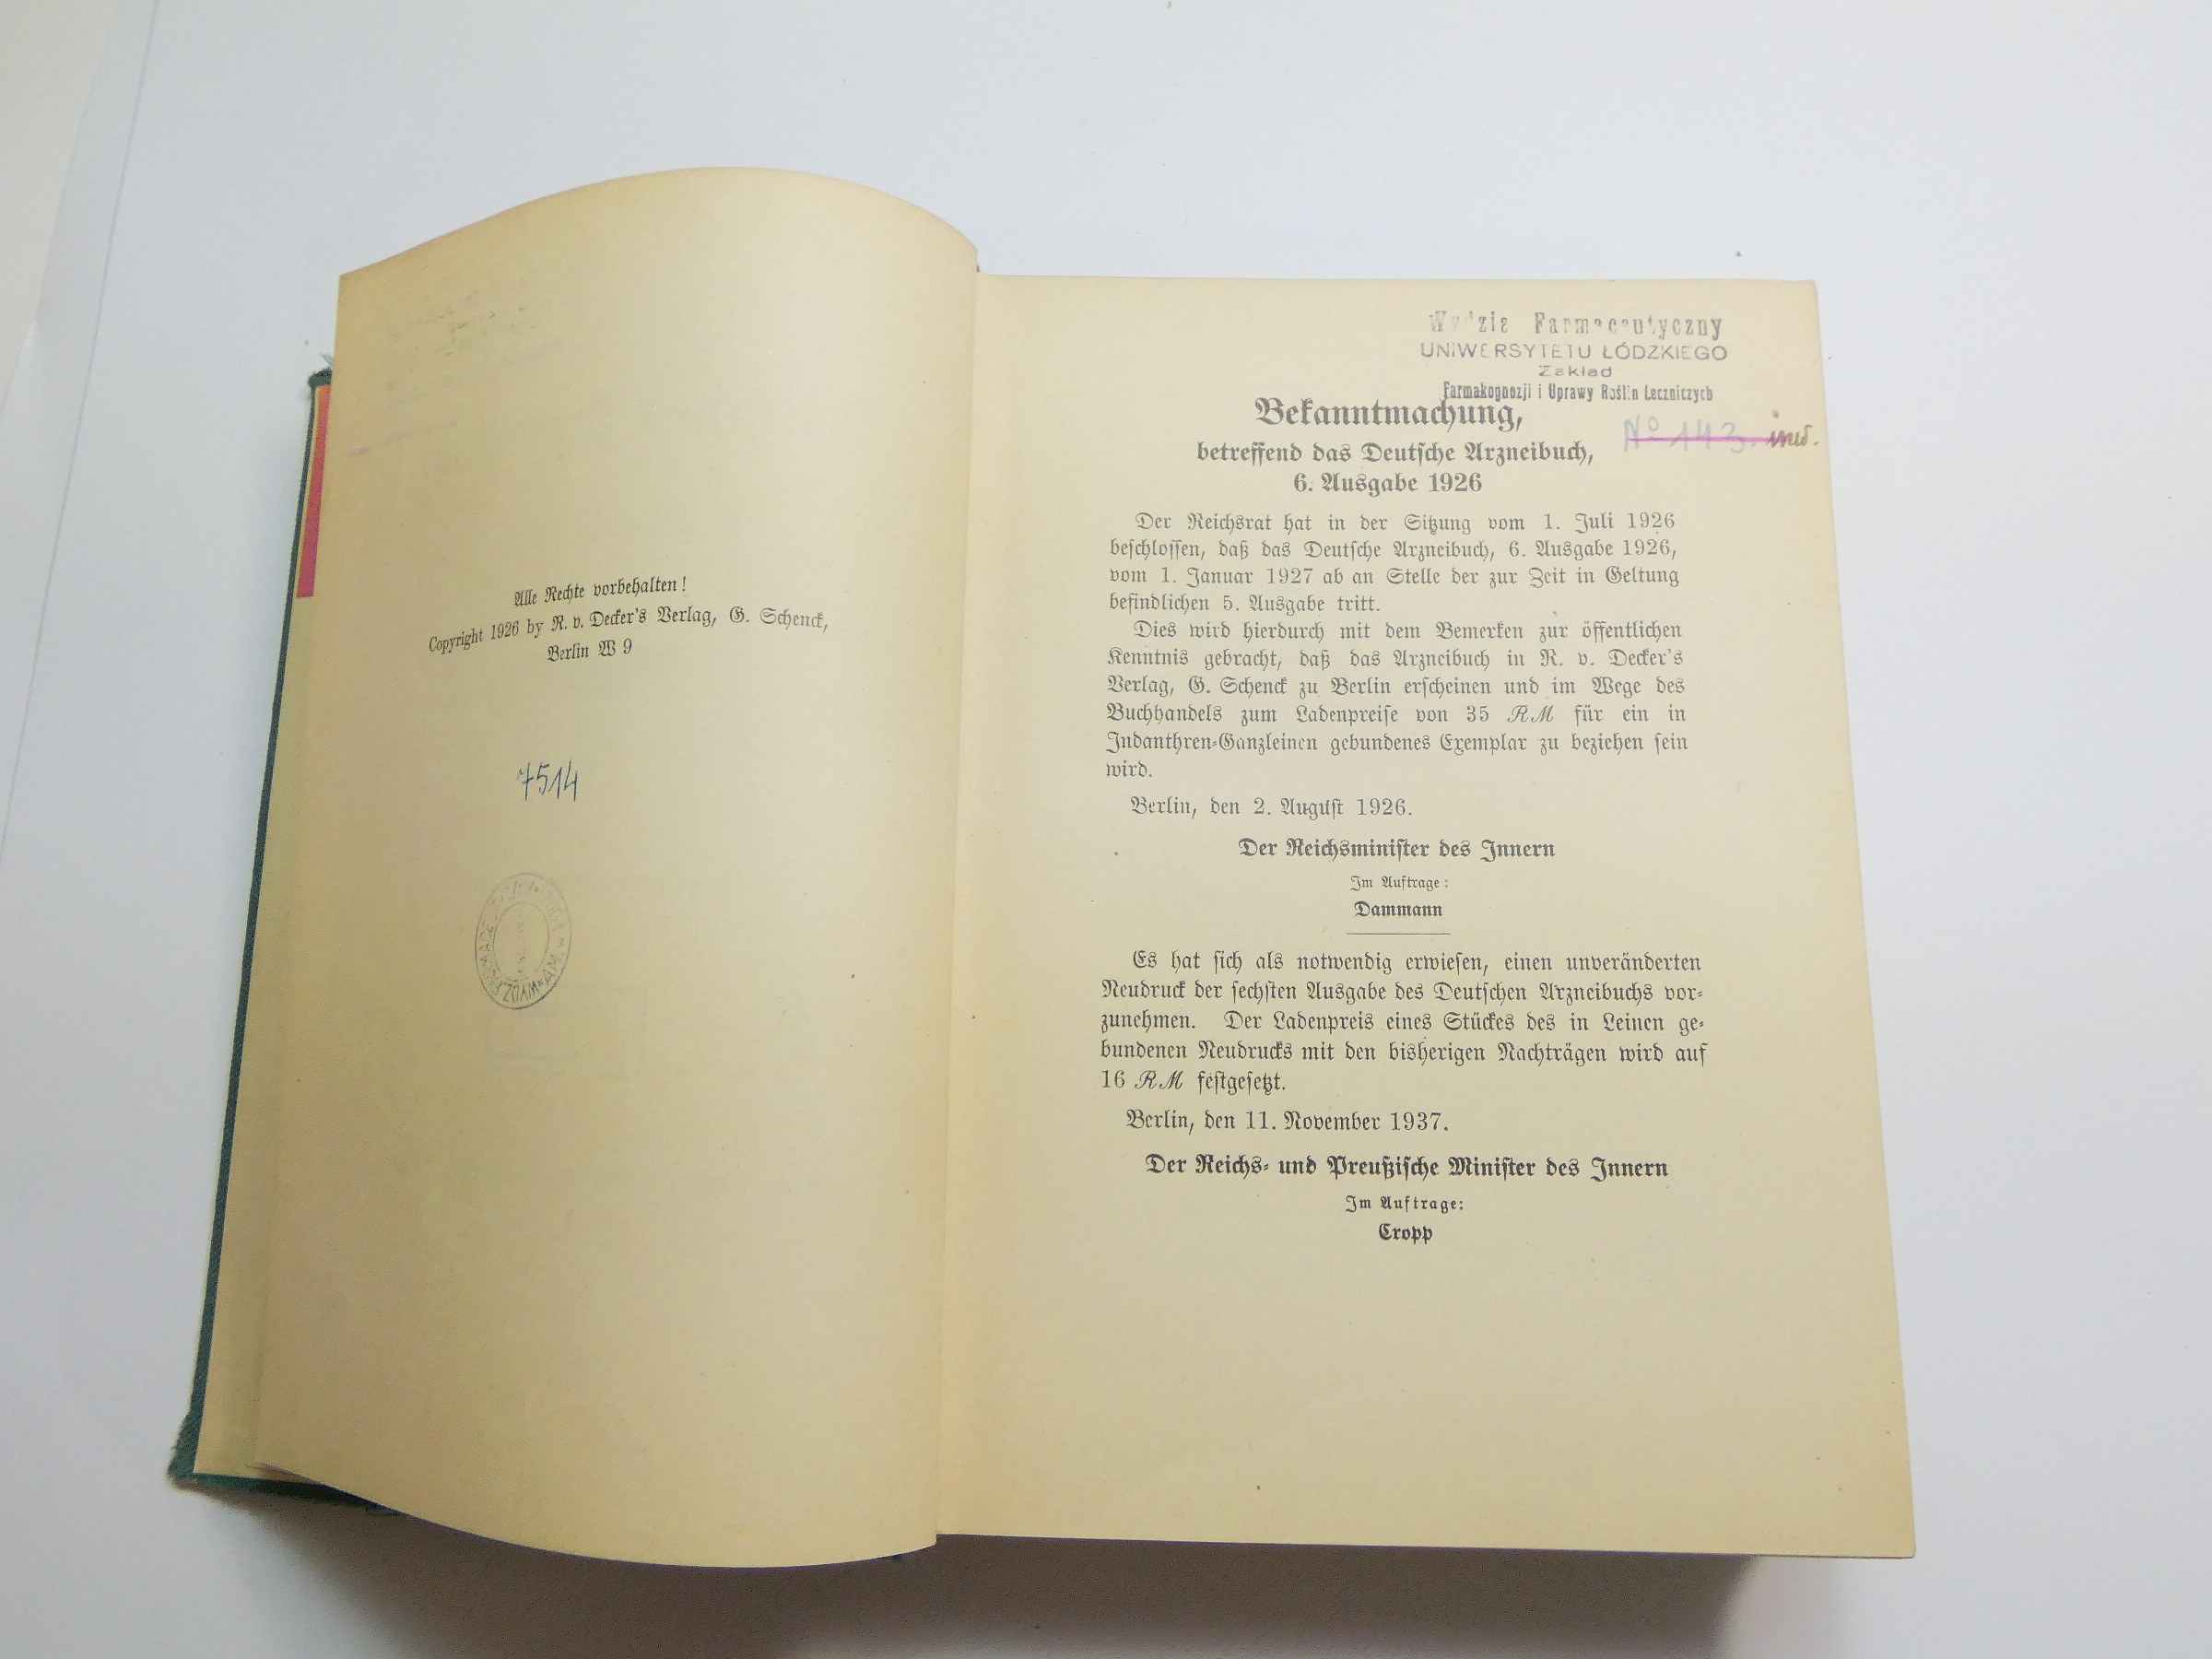 Alle Rechte vorbehalten!
Copyright 1926 by R. v. Decker's Verlag, G. Schenck,
Berlin W 9
7514
WYDZ. FARM
AM
Wydzia Farmaceutyczny
UNIWERSYTETU ŁÓDZKIEGO
Zakład
Farmakognozji i Uprawy Roślin Leczniczych
No 143. inw.
Bekanntmachung,
betreffend das Deutsche Arzneibuch,
6. Ausgabe 1926
Der Reichsrat hat in der Sitzung vom 1. Juli 1926
beschlossen, daß das Deutsche Arzneibuch, 6. Ausgabe 1926,
vom 1. Januar 1927 ab an Stelle der zur Zeit in Geltung
befindlichen 5. Ausgabe tritt.
Dies wird hierdurch mit dem Bemerken zur öffentlichen
Kenntnis gebracht, daß das Arzneibuch in R. v. Decker's
Verlag, G. Schenck zu Berlin erscheinen und im Wege des
Buchhandels zum Ladenpreise von 35 RM für ein in
Indanthren-Ganzleinen gebundenes Exemplar zu beziehen sein
wird.
Berlin, den 2. August 1926.
Der Reichsminister des Innern
Im Auftrage:
Dammann
Es hat sich als notwendig erwiesen, einen unveränderten
Neudruck der sechsten Ausgabe des Deutschen Arzneibuchs vor-
zunehmen. Der Ladenpreis eines Stückes des in Leinen ge-
bundenen Neudrucks mit den bisherigen Nachträgen wird auf
16 RM festgesetzt.
Berlin, den 11. November 1937.
Der Reichs- und Preußische Minister des Innern
Im Auftrage:
Cropp